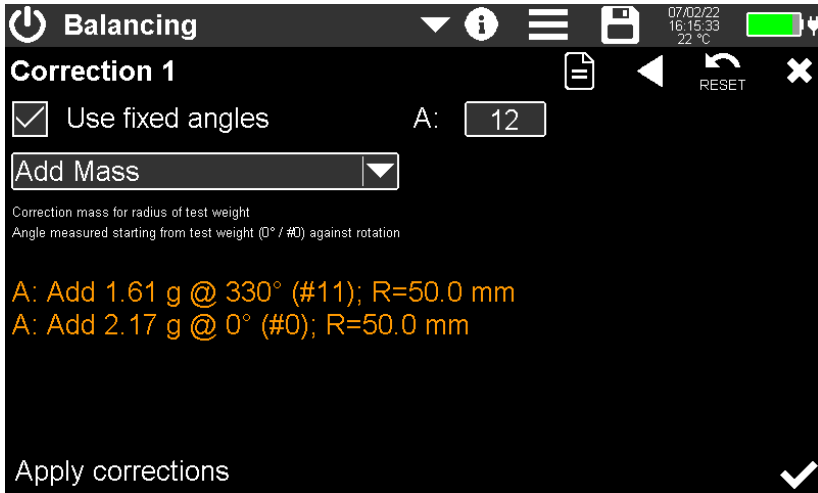 Balancing
07/02/22
16:15:33
22 °C
Correction 1
RESET
Use fixed angles
A: 12
Add Mass
Correction mass for radius of test weight
Angle measured starting from test weight (0° / #0) against rotation
A: Add 1.61 g @ 330° (#11); R=50.0 mm
A: Add 2.17 g @ 0° (#0); R=50.0 mm
Apply corrections